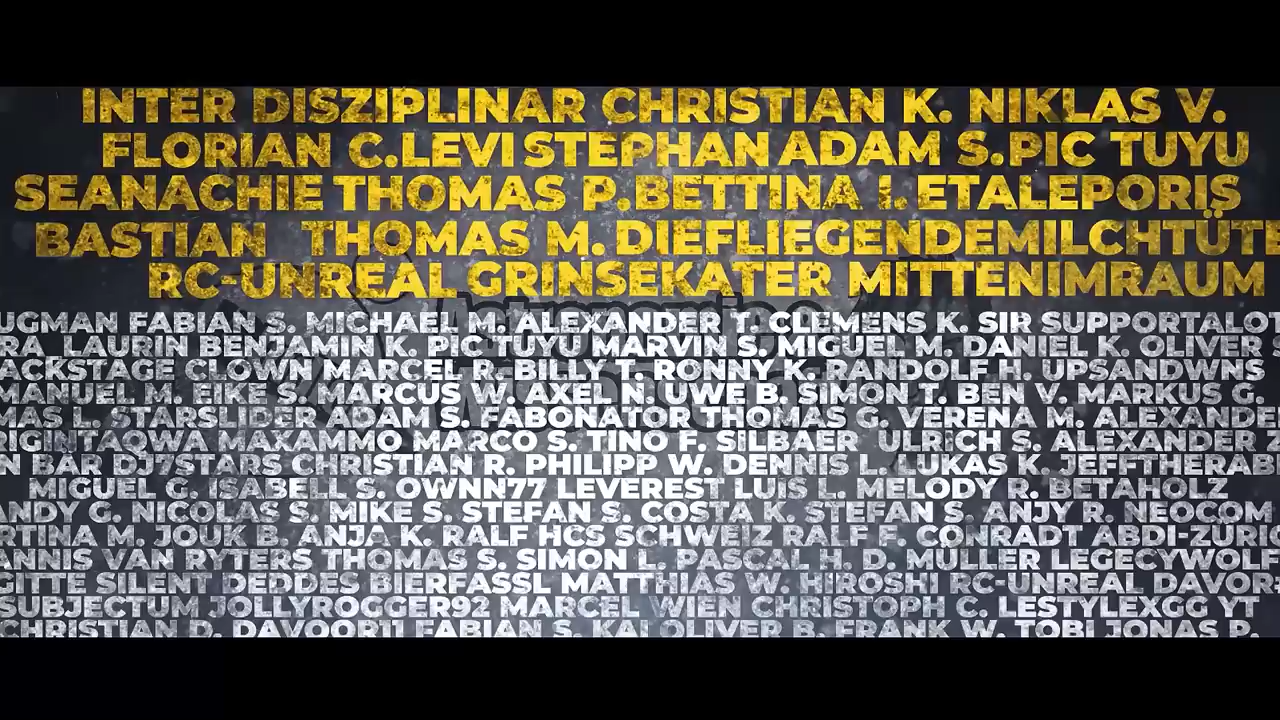 INTER DISZIPLINAR CHRISTIAN K. NIKLAS V.
FLORIAN C.LEVI STEPHAN ADAM S.PIC TUYU
SEANACHIE THOMAS P.BETTINA I. ETALEPORIS
BASTIAN THOMAS M. DIEFLIEGENDEMILCHTÜTE
RC-UNREAL GRINSEKATER MITTENIMRAUM
UGMAN FABIAN S. MICHAEL M. ALEXANDER T. CLEMENS K. SIR SUPPORTALOT
RA LAURIN BENJAMIN K. PIC TUYU MARVIN S. MIGUEL M. DANIEL K. OLIVER S
ACKSTAGE CLOWN MARCEL R. BILLY T. RONNY K. RANDOLF H. UPSANDWNS
MANUEL M. EIKE S. MARCUS W. AXEL N. UWE B. SIMON T. BEN V. MARKUS G.
MAS L. STARSLIDER ADAM S. FABONATOR THOMAS G. VERENA M. ALEXANDER
RIGINTAQWA MAXAMMO MARCO S. TINO F. SILBAER ULRICH S. ALEXANDER Z
N BAR DJ7STARS CHRISTIAN R. PHILIPP W. DENNIS L. LUKAS K. JEFFTHERABB
MIGUEL G. ISABELL S. OWNN77 LEVEREST LUIS L. MELODY R. BETAHOLZ
ANDY G. NICOLAS S. MIKE S. STEFAN S. COSTA K. STEFAN S. ANJY R. NEOCOM
RTINA M. JOUK B. ANJA K. RALF HCS SCHWEIZ RALF F. CONRADT ABDI-ZÜRIC
ANNIS VAN RYTERS THOMAS S. SIMON L. PASCAL H. D. MÜLLER LEGECYWOLF
GITTE SILENT DEDDES BIERFASSL MATTHIAS W. HIROSHI RC-UNREAL DAVOR
SUBJECTUM JOLLYROGGER92 MARCEL WIEN CHRISTOPH C. LESTYLEXGG YT
CHRISTIAN D. DAVOOR11 FABIAN S. KAI OLIVER B. FRANK W. TOBI JONAS P.